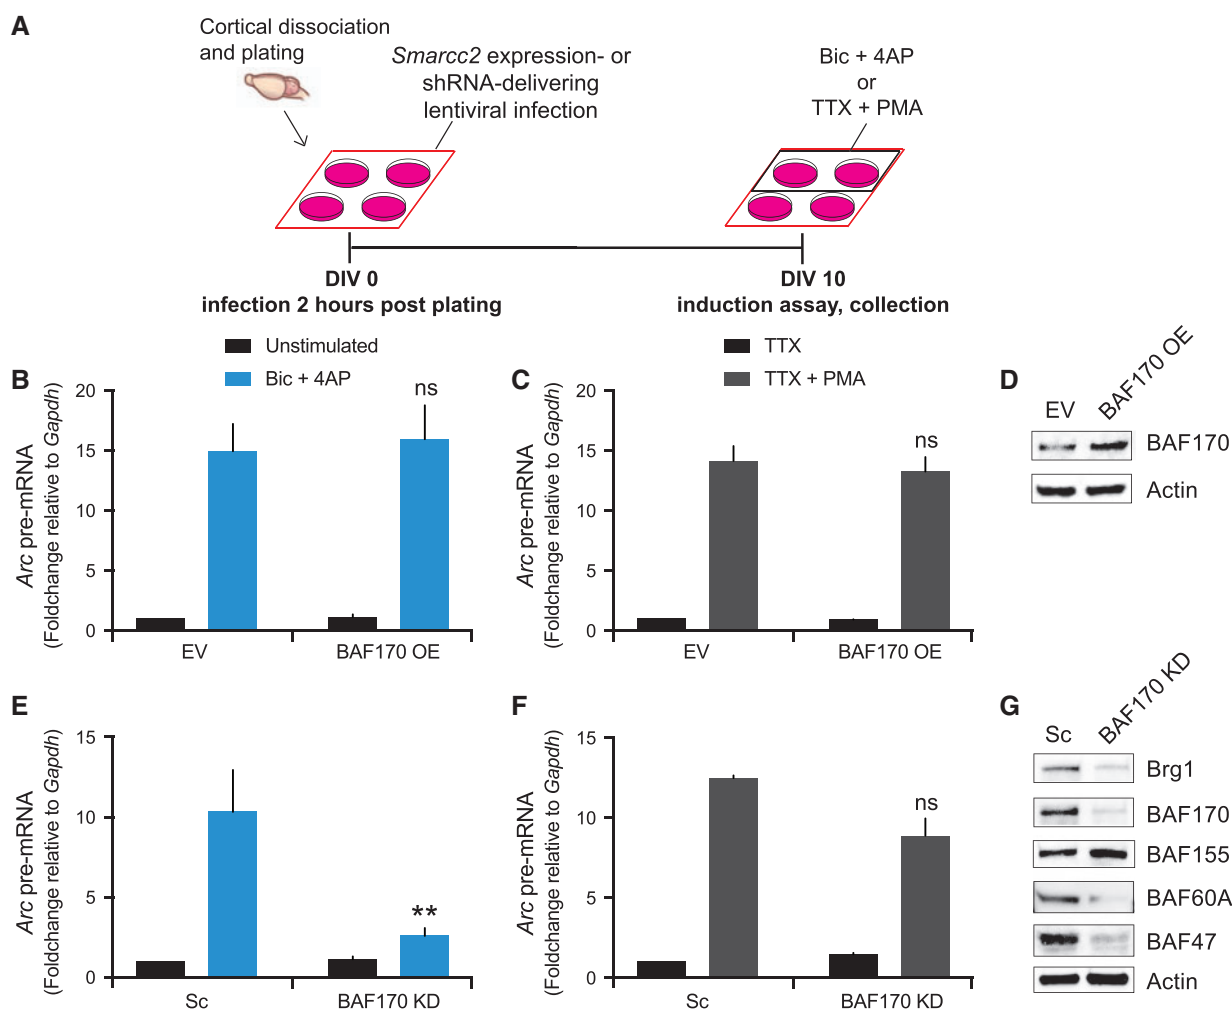 A
Cortical dissociation
and plating
Smarcc2 expression- or
shRNA-delivering
lentiviral infection
Bic + 4AP
or
TTX + PMA
DIV 0
infection 2 hours post plating
DIV 10
induction assay, collection
B
Unstimulated
Bic + 4AP
Arc pre-mRNA
(Foldchange relative to Gapdh)
20
15
10
5
0
ns
EV
BAF170 OE
C
TTX
TTX + PMA
Arc pre-mRNA
(Foldchange relative to Gapdh)
20
15
10
5
0
ns
EV
BAF170 OE
D
EV
BAF170 OE
BAF170
Actin
E
Arc pre-mRNA
(Foldchange relative to Gapdh)
15
10
5
0
**
Sc
BAF170 KD
F
Arc pre-mRNA
(Foldchange relative to Gapdh)
15
10
5
0
ns
Sc
BAF170 KD
G
Sc
BAF170 KD
Brg1
BAF170
BAF155
BAF60A
BAF47
Actin